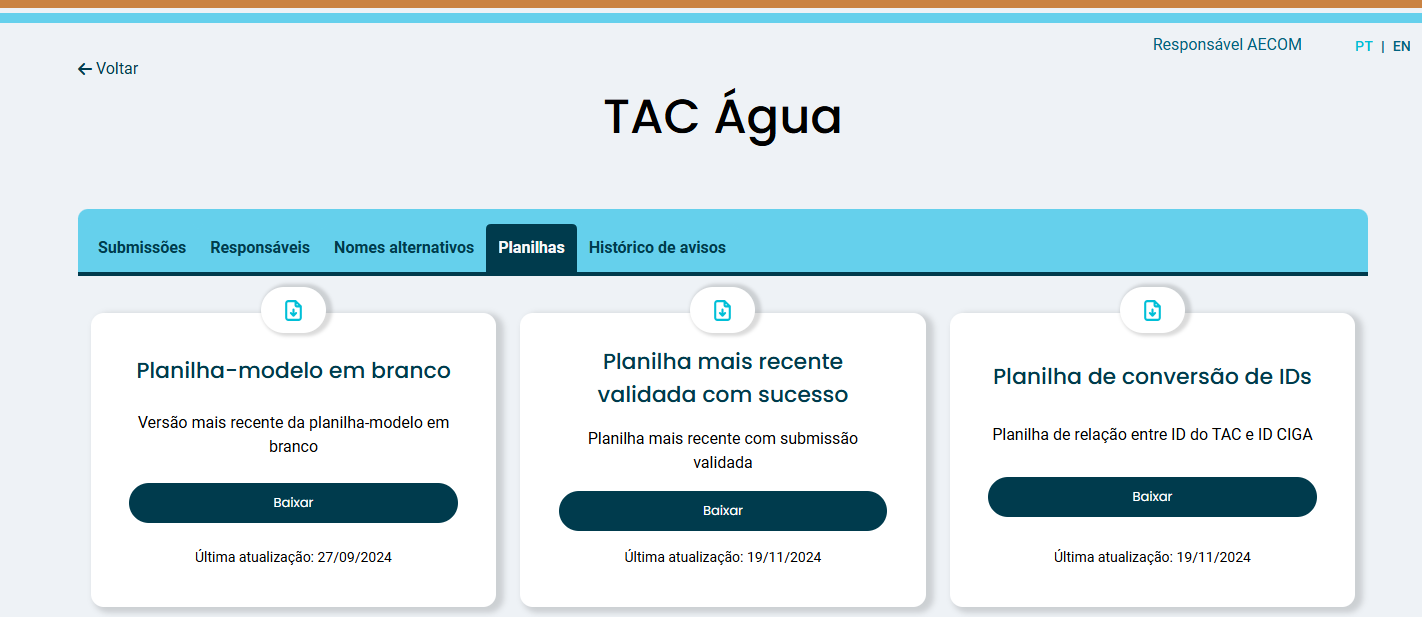 Responsável AECOM
PT | EN
Voltar
TAC Água
Submissões Responsáveis Nomes alternativos Planilhas Histórico de avisos
Planilha-modelo em branco
Versão mais recente da planilha-modelo em
branco
Baixar
Última atualização: 27/09/2024
Planilha mais recente
validada com sucesso
Planilha mais recente com submissão
validada
Baixar
Última atualização: 19/11/2024
Planilha de conversão de IDs
Planilha de relação entre ID do TAC e ID CIGA
Baixar
Última atualização: 19/11/2024